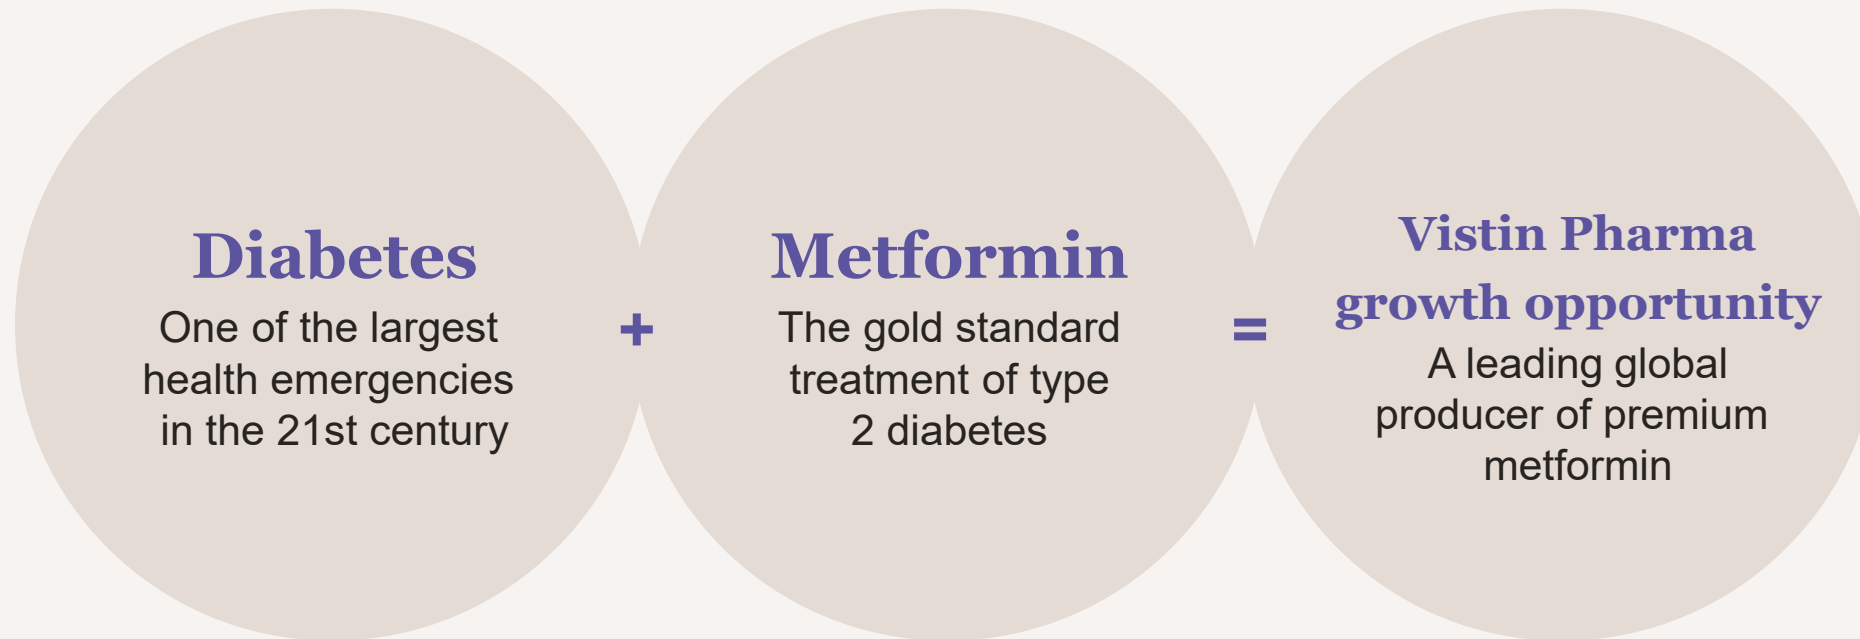 Diabetes
One of the largest
health emergencies
in the 21st century
+
Metformin
The gold standard
treatment of type
2 diabetes
=
Vistin Pharma
growth opportunity
A leading global
producer of premium
metformin